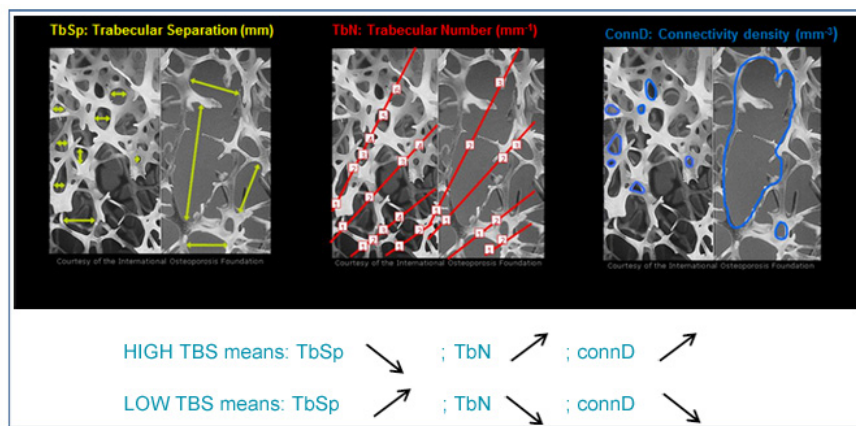 TbSp: Trabecular Separation (mm)
TbN: Trabecular Number (mm-1)
ConnD: Connectivity density (mm-3)
Courtesy of the International Osteoporosis Foundation
Courtesy of the International Osteoporosis Foundation
Courtesy of the International Osteoporosis Foundation
HIGH TBS means: TbSp ; TbN ; connD
LOW TBS means: TbSp ; TbN ; connD